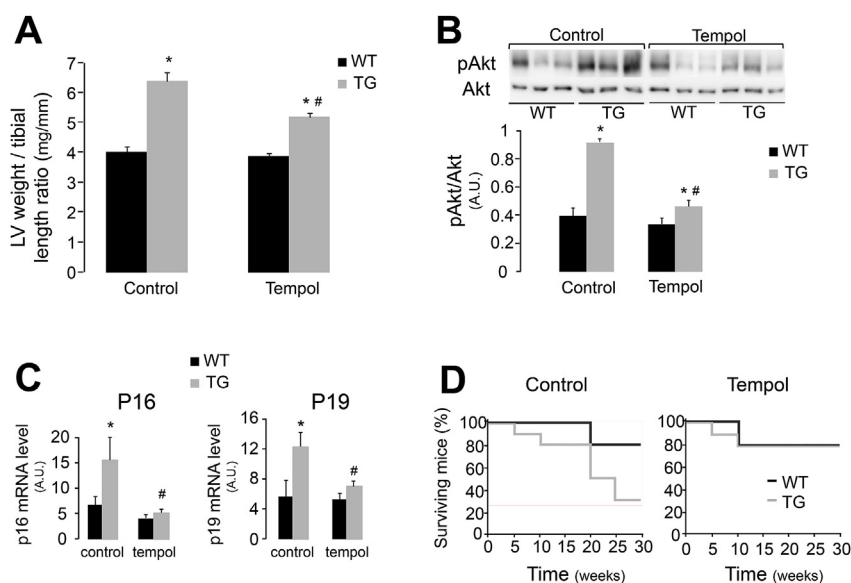 A
LV weight / tibial
length ratio (mg/mm)
7
6
5
4
3
2
1
0
*
* #
WT
TG
Control
Tempol
B
Control
Tempol
pAkt
Akt
WT
TG
WT
TG
pAkt/Akt
(A.U.)
1
0.8
0.6
0.4
0.2
0
*
* #
WT
TG
Control
Tempol
C
WT
TG
P16
p16 mRNA level
(A.U.)
20
15
10
5
0
*
#
control
tempol
P19
p19 mRNA level
(A.U.)
16
12
8
4
0
*
#
control
tempol
D
Control
Surviving mice (%)
100
80
60
40
20
0
0 5 10 15 20 25 30
Time (weeks)
Tempol
100
80
60
40
20
0
WT
TG
0 5 10 15 20 25 30
Time (weeks)